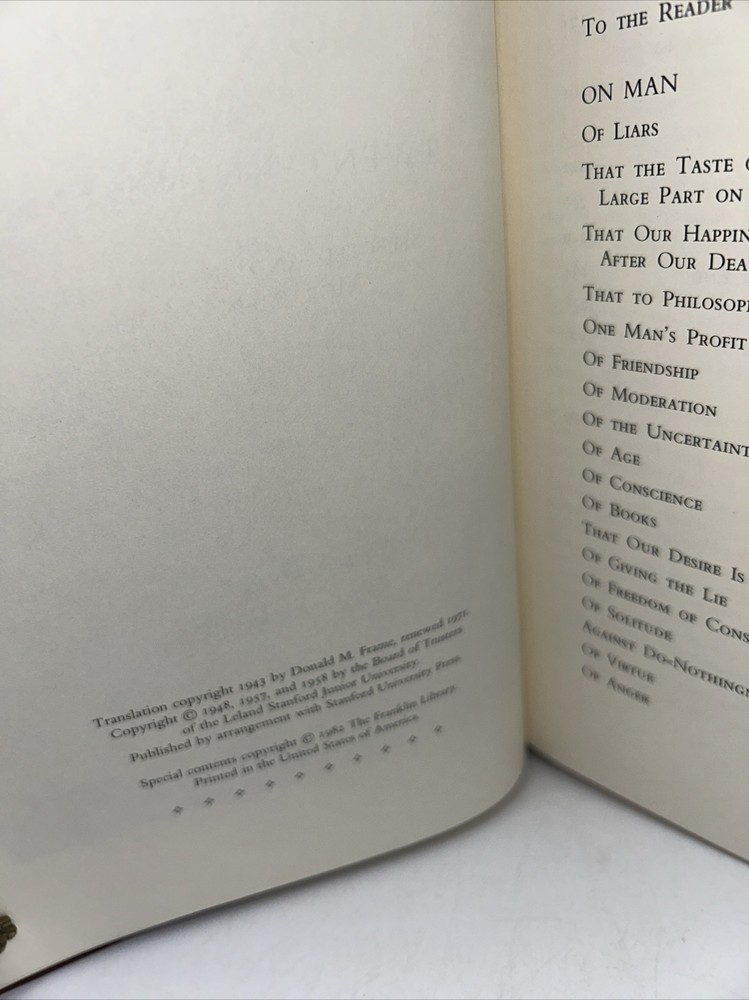 Translation copyright 1943 by Donald M. Frame, renewed 1971.
Copyright © 1948, 1957, and 1958 by the Board of Trustees
of the Leland Stanford Junior University.
Published by arrangement with Stanford University Press.
Special contents copyright © 1982 The Franklin Library.
Printed in the United States of America.
TO THE READER
ON MAN
OF LIARS
THAT THE TASTE
LARGE PART ON
THAT OUR HAPPIN
AFTER OUR DEA
THAT TO PHILOSOP
ONE MAN'S PROFIT
OF FRIENDSHIP
OF MODERATION
OF THE UNCERTAINT
OF AGE
OF CONSCIENCE
OF BOOKS
THAT OUR DESIRE IS
OF GIVING THE LIE
OF FREEDOM OF CONS
OF SOLITUDE
AGAINST DO-NOTHINGN
OF VIRTUE
OF ANGER